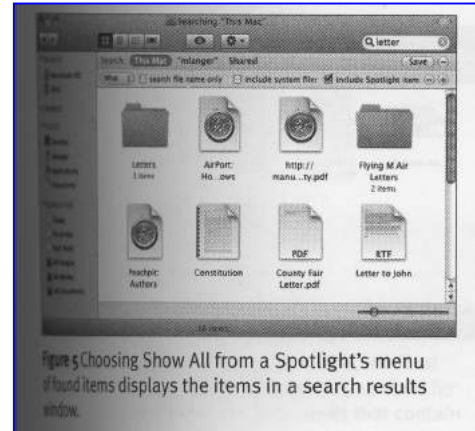 Searching "This Mac"
letter
Search: This Mac "mlanger" Shared Save
search file name only include system files include Spotlight item
Letters AirPort: http:// Flying M Air
Ho...ows manu...ty.pdf Letters
2 items
PDF RTF
Peachpit: Constitution County Fair Letter to John
Authors Letter.pdf
items
Figure 5 Choosing Show All from a Spotlight's menu
of found items displays the items in a search results
window.